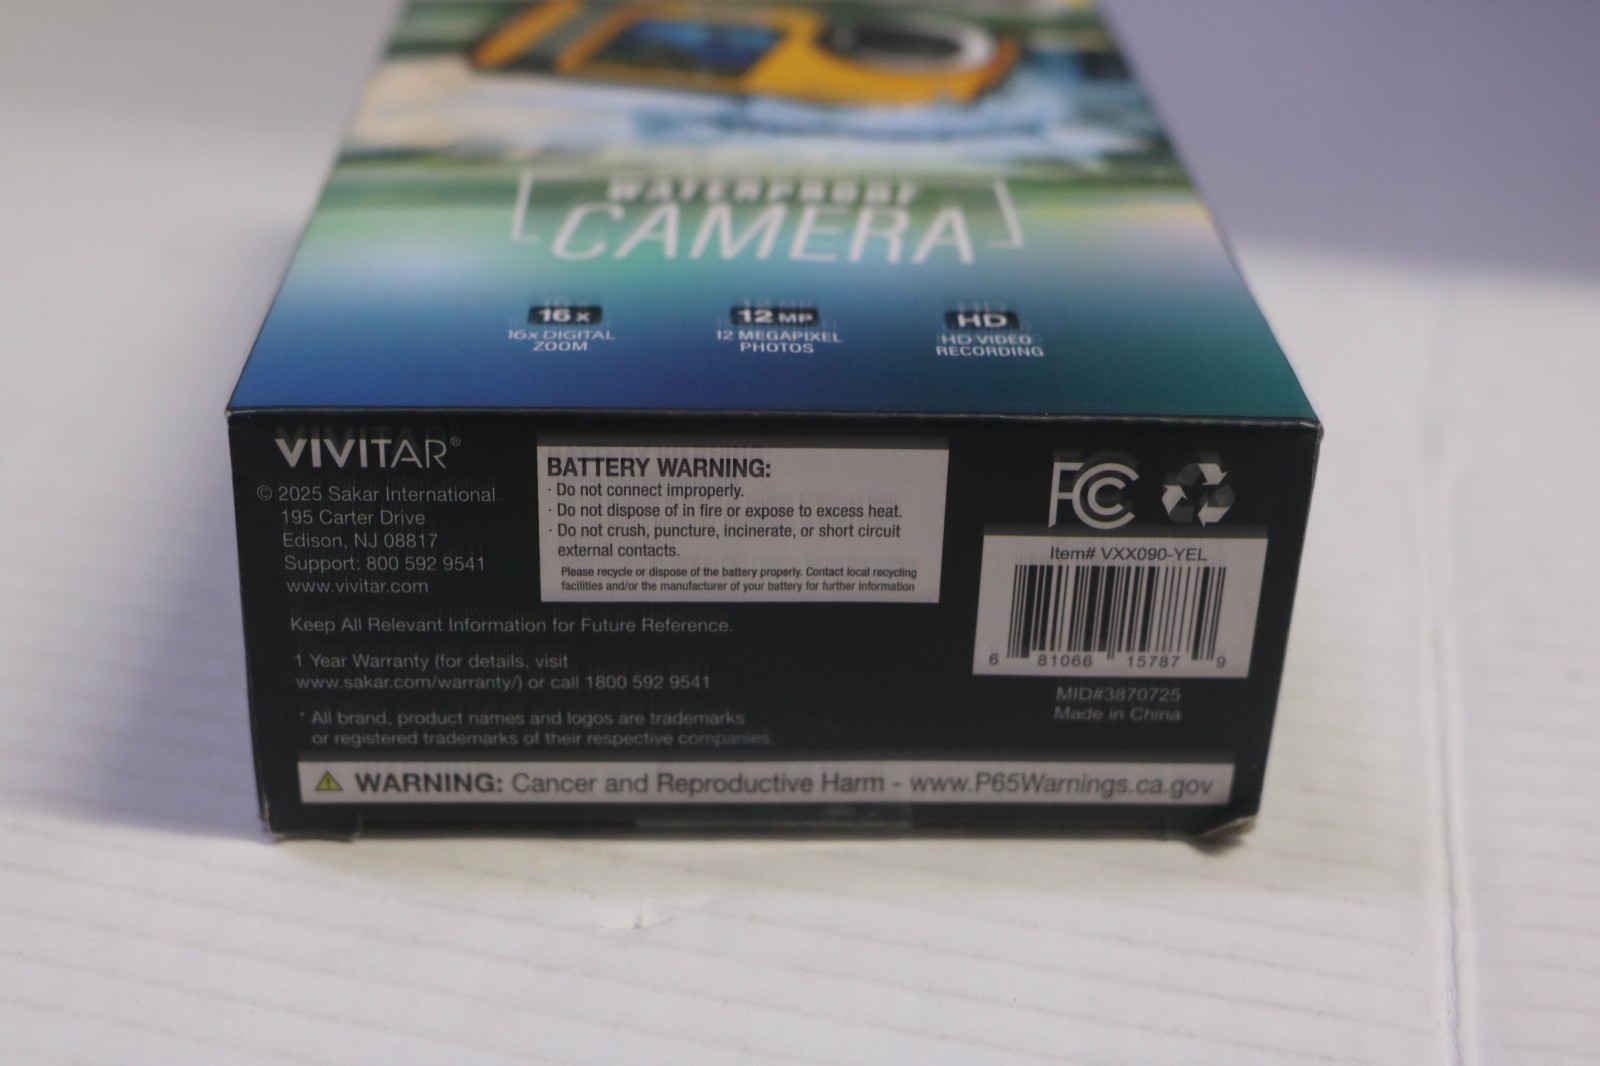 WATERPROOF
CAMERA
16x
16x DIGITAL
ZOOM
12 MP
12 MEGAPIXEL
PHOTOS
HD
HD VIDEO
RECORDING
VIVITAR®
© 2025 Sakar International
195 Carter Drive
Edison, NJ 08817
Support: 800 592 9541
www.vivitar.com
BATTERY WARNING:
· Do not connect improperly.
· Do not dispose of in fire or expose to excess heat.
· Do not crush, puncture, incinerate, or short circuit
external contacts.
Please recycle or dispose of the battery properly. Contact local recycling
facilities and/or the manufacturer of your battery for further information
Keep All Relevant Information for Future Reference.
1 Year Warranty (for details, visit
www.sakar.com/warranty/) or call 1800 592 9541
* All brand, product names and logos are trademarks
or registered trademarks of their respective companies.
FC
Item# VXX090-YEL
6 81066 15787 9
MID#3870725
Made in China
WARNING: Cancer and Reproductive Harm - www.P65Warnings.ca.gov